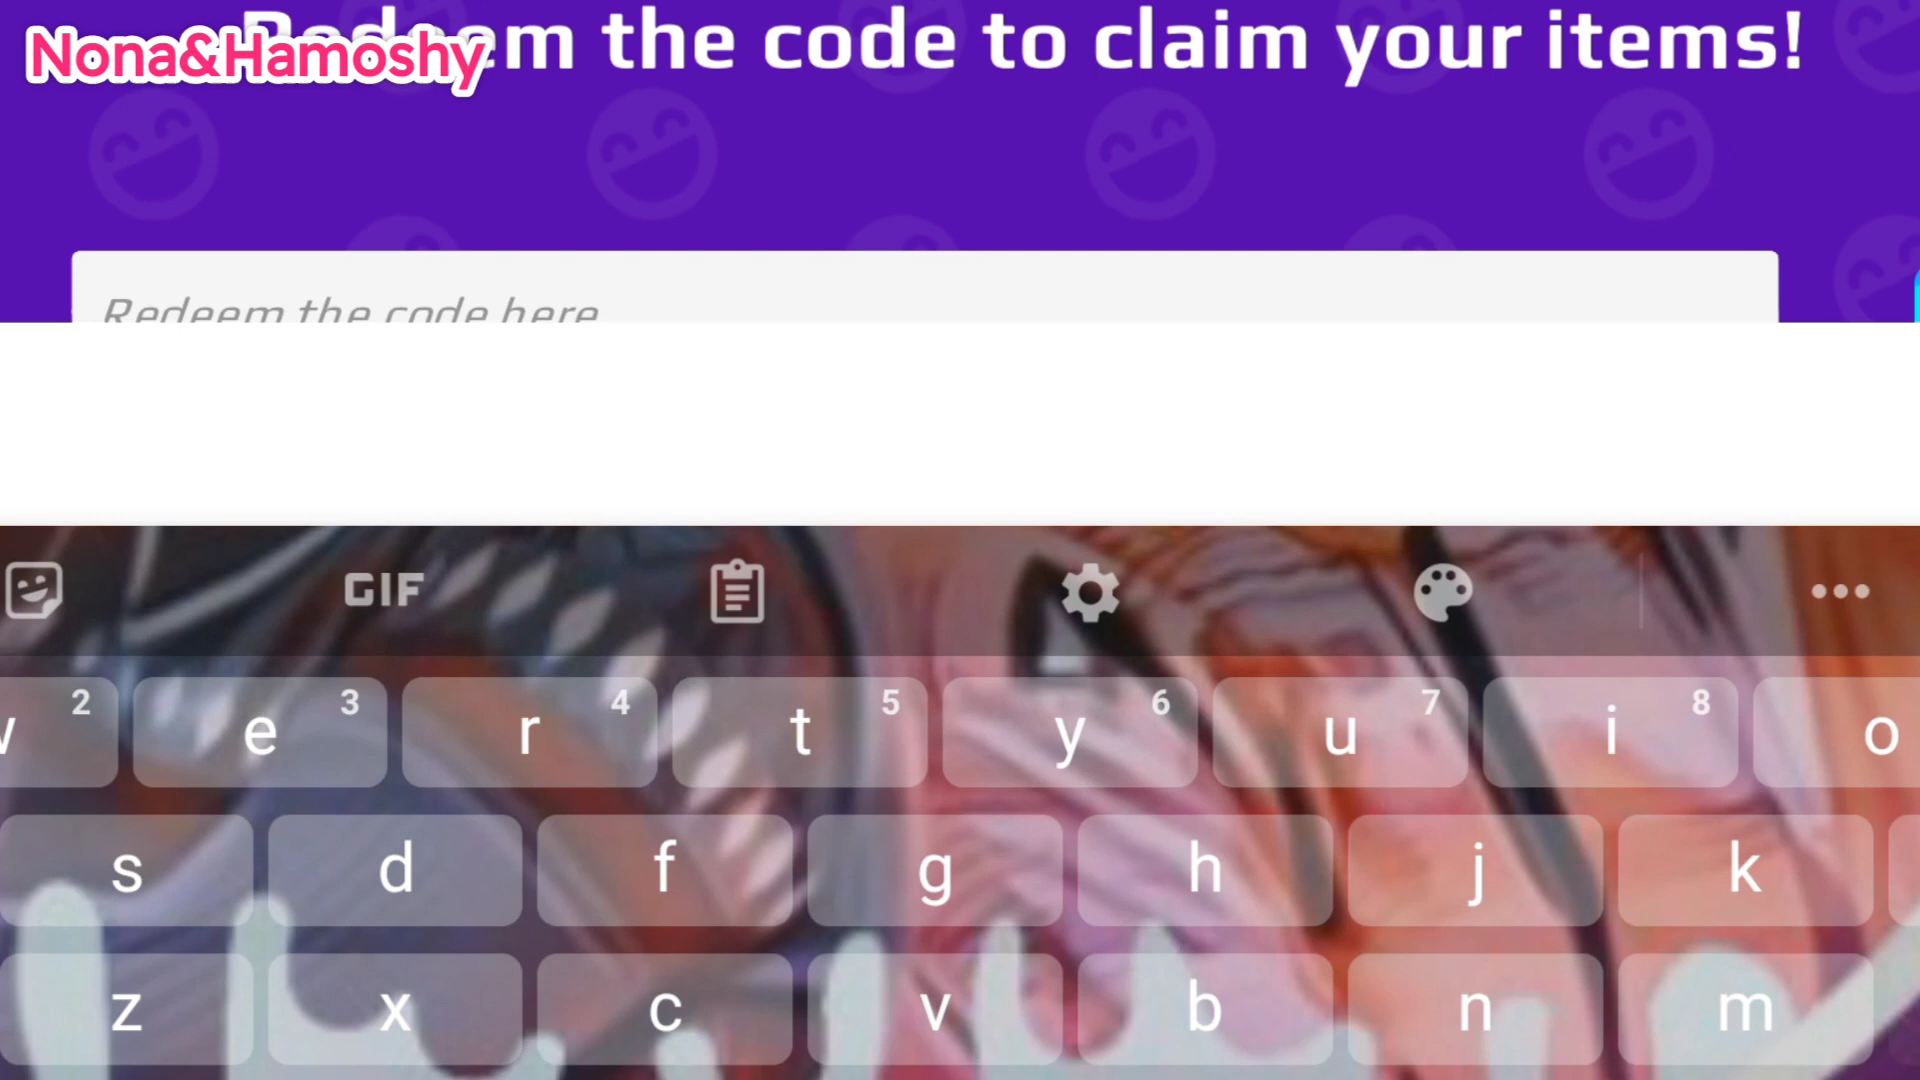 Redeem the code to claim your items!
Nona&Hamoshy
Redeem the code here
GIF
2 3 4 5 6 7 8
w e r t y u i o
s d f g h j k
z x c v b n m